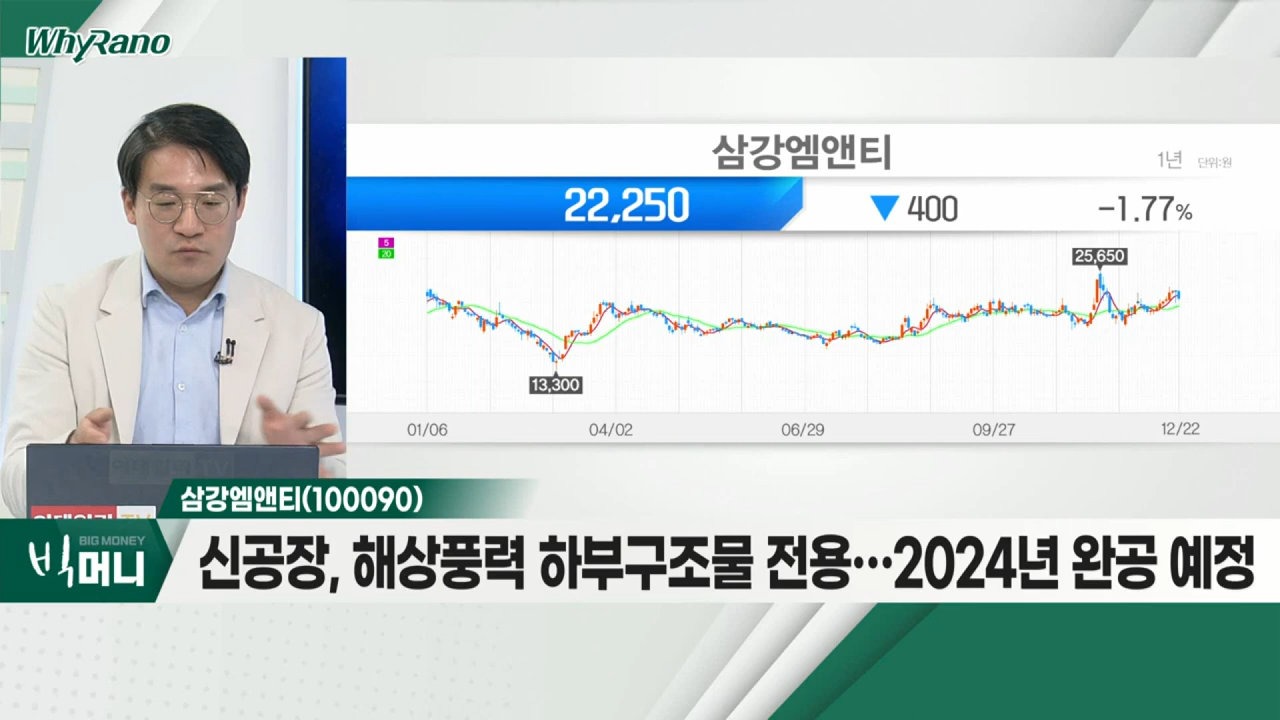 WhyRano
삼강엠앤티
1년 단위:원
22,250 ▼400 -1.77%
5
20
25,650
13,300
01/06 04/02 06/29 09/27 12/22
삼강엠앤티(100090)
빅머니 BIG MONEY
신공장, 해상풍력 하부구조물 전용…2024년 완공 예정